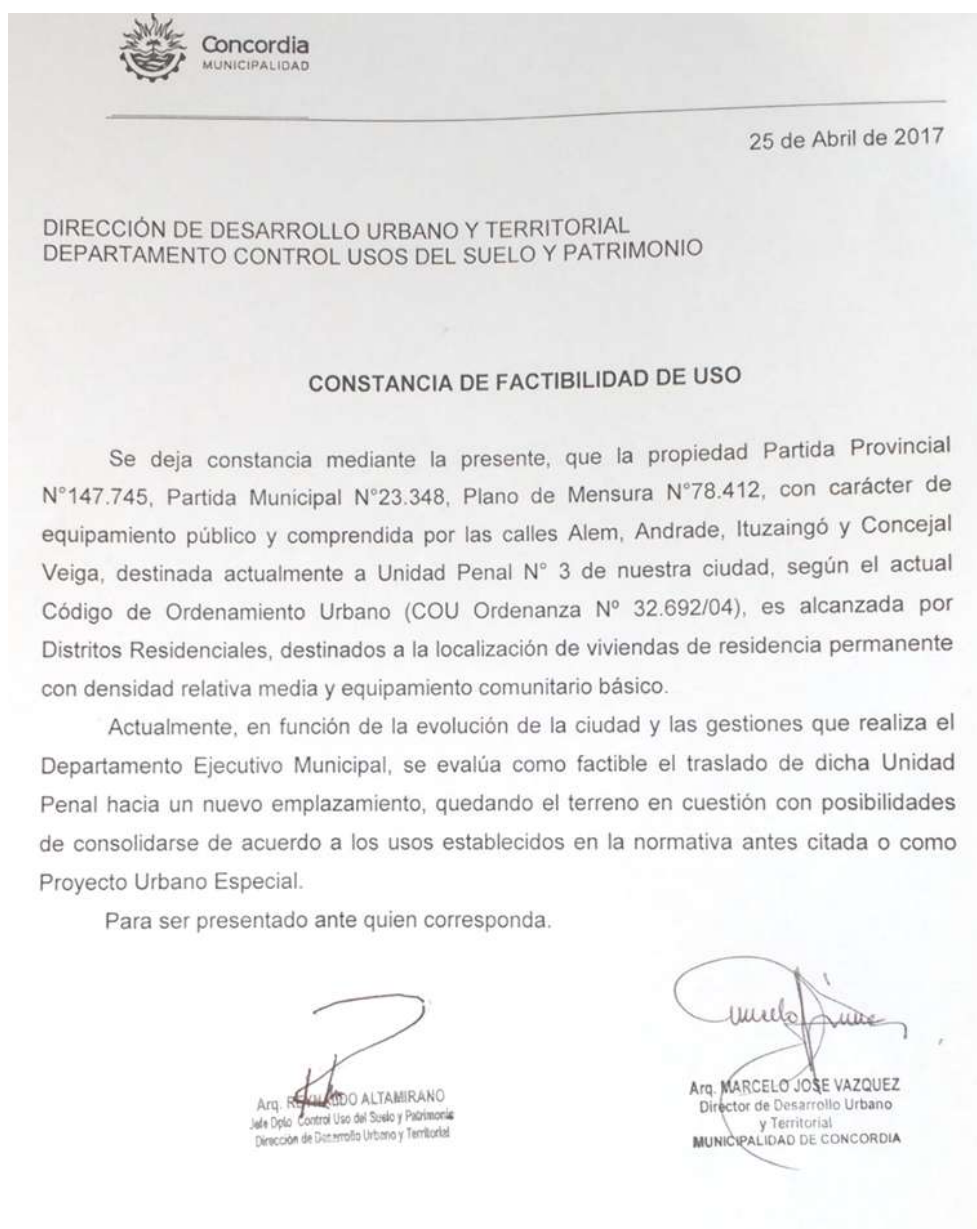 Concordia
MUNICIPALIDAD
25 de Abril de 2017
DIRECCIÓN DE DESARROLLO URBANO Y TERRITORIAL
DEPARTAMENTO CONTROL USOS DEL SUELO Y PATRIMONIO
CONSTANCIA DE FACTIBILIDAD DE USO
Se deja constancia mediante la presente, que la propiedad Partida Provincial
N°147.745, Partida Municipal N°23.348, Plano de Mensura N°78.412, con carácter de
equipamiento público y comprendida por las calles Alem, Andrade, Ituzaingó y Concejal
Veiga, destinada actualmente a Unidad Penal N° 3 de nuestra ciudad, según el actual
Código de Ordenamiento Urbano (COU Ordenanza Nº 32.692/04), es alcanzada por
Distritos Residenciales, destinados a la localización de viviendas de residencia permanente
con densidad relativa media y equipamiento comunitario básico.
Actualmente, en función de la evolución de la ciudad y las gestiones que realiza el
Departamento Ejecutivo Municipal, se evalúa como factible el traslado de dicha Unidad
Penal hacia un nuevo emplazamiento, quedando el terreno en cuestión con posibilidades
de consolidarse de acuerdo a los usos establecidos en la normativa antes citada o como
Proyecto Urbano Especial.
Para ser presentado ante quien corresponda.
Arq. ALTAMIRANO
Jefe Dpto Control Uso del Suelo y Patrimonio
Dirección de Desarrollo Urbano y Territorial
Arq. MARCELO JOSE VAZQUEZ
Director de Desarrollo Urbano
y Territorial
MUNICIPALIDAD DE CONCORDIA